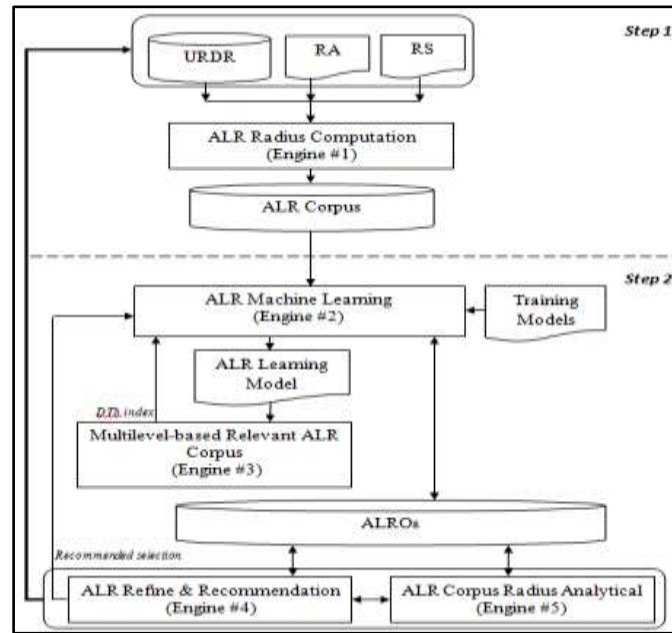 Step 1
URDR
RA
RS
ALR Radius Computation
(Engine #1)
ALR Corpus
Step 2
ALR Machine Learning
(Engine #2)
Training
Models
ALR Learning
Model
D,Th. index
Multilevel-based Relevant ALR
Corpus
(Engine #3)
ALROs
Recommended selection
ALR Refine & Recommendation
(Engine #4)
ALR Corpus Radius Analytical
(Engine #5)